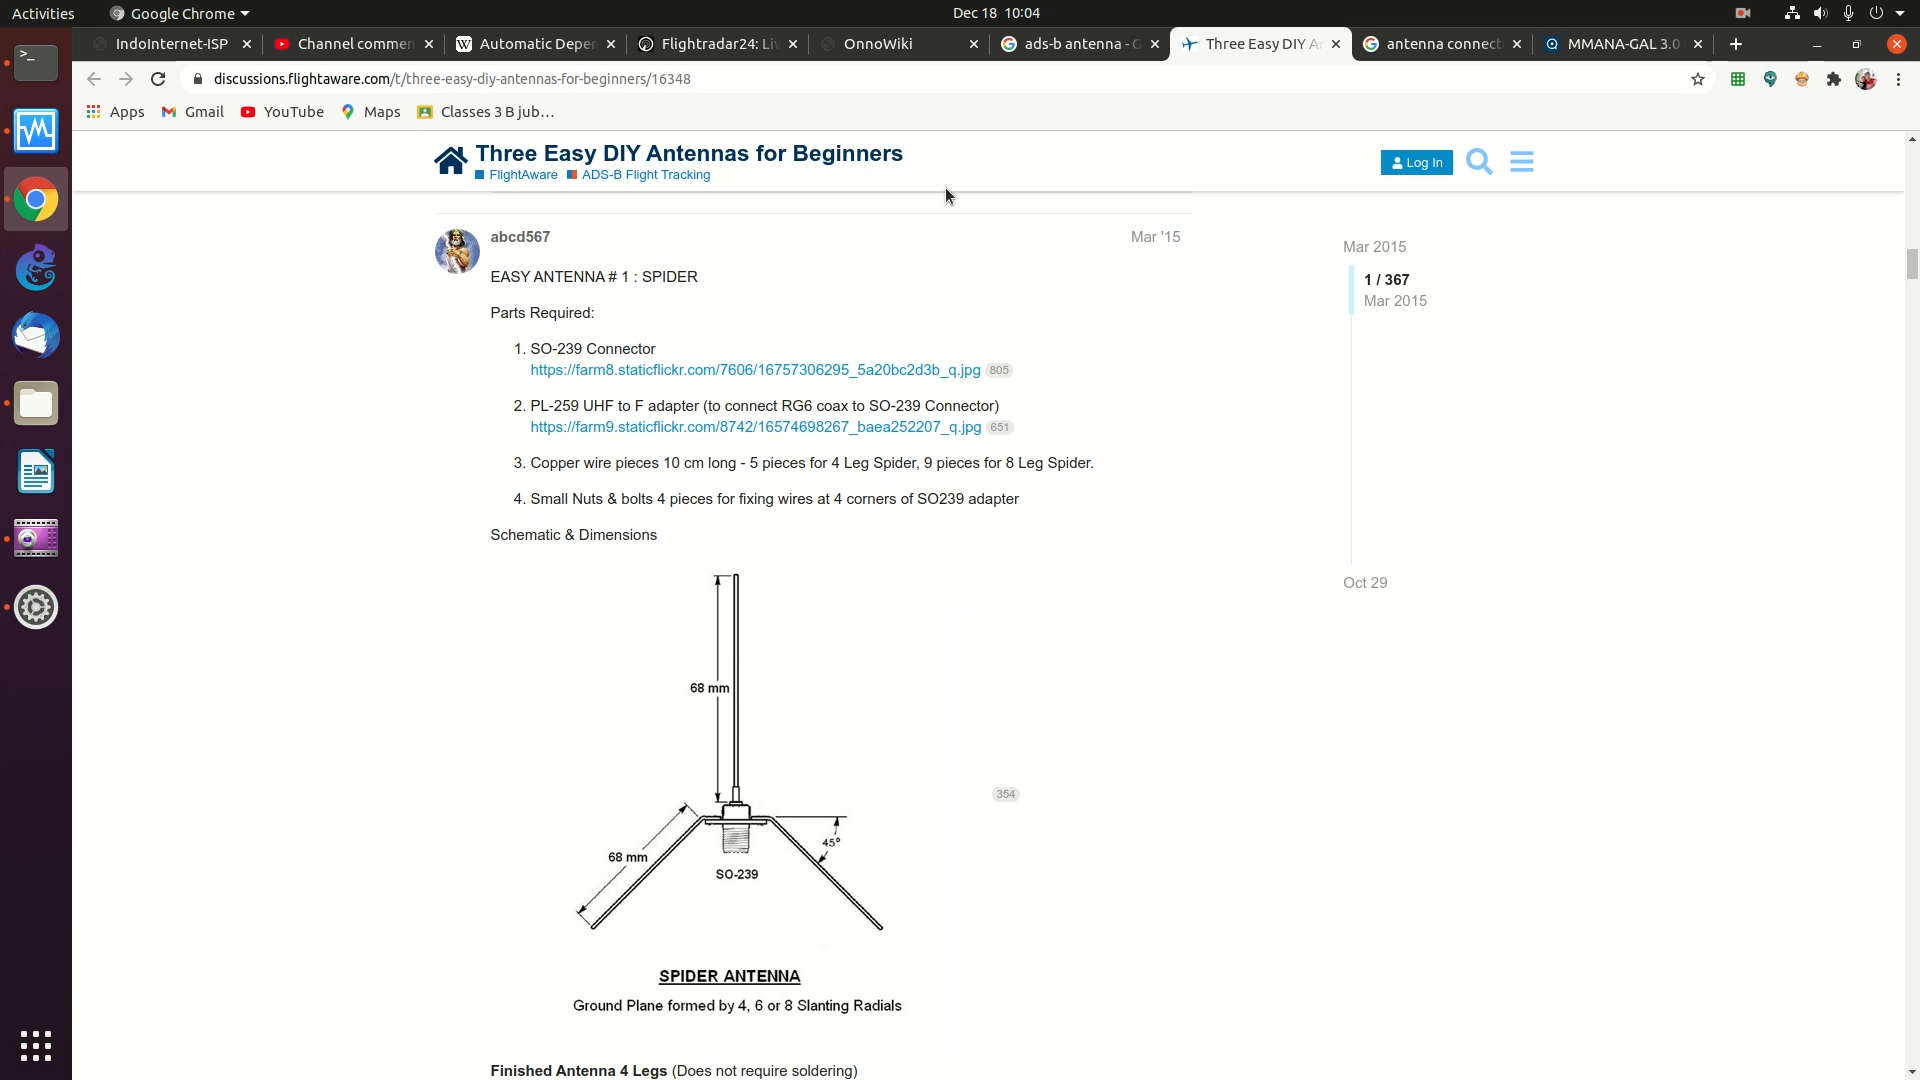 Activities
Google Chrome
Dec 18 10:04
IndoInternet-ISP
Channel commen
Automatic Depen
Flightradar24: Liv
OnnoWiki
ads-b antenna - G
Three Easy DIY A
antenna connect
MMANA-GAL 3.0
discussions.flightaware.com/t/three-easy-diy-antennas-for-beginners/16348
Apps
Gmail
YouTube
Maps
Classes 3 B jub...
Three Easy DIY Antennas for Beginners
FlightAware
ADS-B Flight Tracking
Log In
abcd567
Mar '15
EASY ANTENNA # 1 : SPIDER
Parts Required:
1. SO-239 Connector
https://farm8.staticflickr.com/7606/16757306295_5a20bc2d3b_q.jpg 805
2. PL-259 UHF to F adapter (to connect RG6 coax to SO-239 Connector)
https://farm9.staticflickr.com/8742/16574698267_baea252207_q.jpg 651
3. Copper wire pieces 10 cm long - 5 pieces for 4 Leg Spider, 9 pieces for 8 Leg Spider.
4. Small Nuts & bolts 4 pieces for fixing wires at 4 corners of SO239 adapter
Schematic & Dimensions
68 mm
68 mm
45°
SO-239
354
SPIDER ANTENNA
Ground Plane formed by 4, 6 or 8 Slanting Radials
Finished Antenna 4 Legs (Does not require soldering)
Mar 2015
1 / 367
Mar 2015
Oct 29